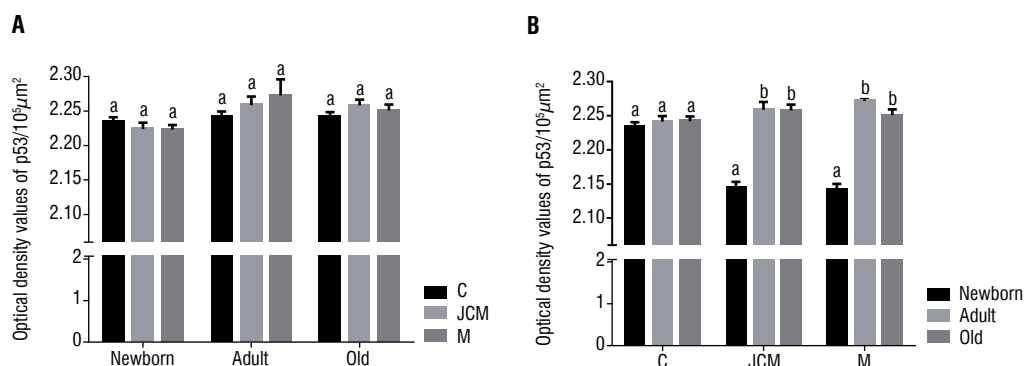 A
Optical density values of p53/10⁵μm²
2.30
2.25
2.20
2.15
2.10
2
1
0
a a a
a a a
a a a
Newborn Adult Old
C
JCM
M
B
Optical density values of p53/10⁵μm²
2.30
2.25
2.20
2.15
2.10
2
1
0
a a a
a b b
a b b
C JCM M
Newborn
Adult
Old